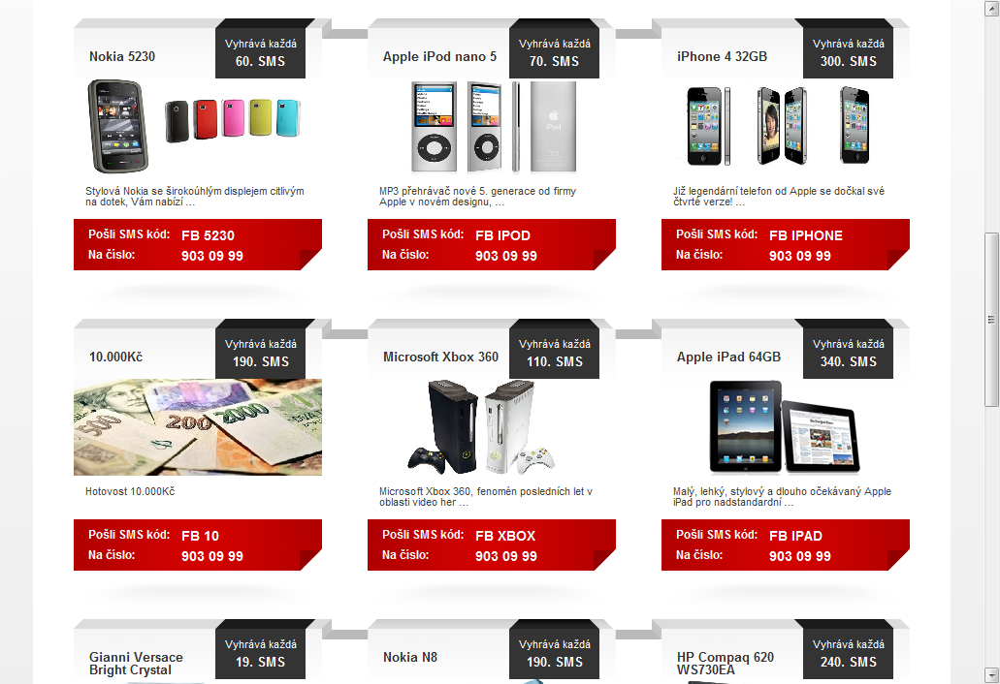 Nokia 5230
Vyhrává každá
60. SMS
Stylová Nokia se širokoúhlým displejem citlivým
na dotek, Vám nabízí ...
Pošli SMS kód: FB 5230
Na číslo: 903 09 99
Apple iPod nano 5
Vyhrává každá
70. SMS
iPod
MP3 přehrávač nové 5. generace od firmy
Apple v novém designu, ...
Pošli SMS kód: FB IPOD
Na číslo: 903 09 99
iPhone 4 32GB
Vyhrává každá
300. SMS
Již legendární telefon od Apple se dočkal své
čtvrté verze! ...
Pošli SMS kód: FB IPHONE
Na číslo: 903 09 99
10.000Kč
Vyhrává každá
190. SMS
500
200
2000
Hotovost 10.000Kč
Pošli SMS kód: FB 10
Na číslo: 903 09 99
Microsoft Xbox 360
Vyhrává každá
110. SMS
Microsoft Xbox 360, fenomén posledních let v
oblasti video her ...
Pošli SMS kód: FB XBOX
Na číslo: 903 09 99
Apple iPad 64GB
Vyhrává každá
340. SMS
Malý, lehký, stylový a dlouho očekávaný Apple
iPad pro nadstandardní ...
Pošli SMS kód: FB IPAD
Na číslo: 903 09 99
Gianni Versace
Bright Crystal
Vyhrává každá
19. SMS
Nokia N8
Vyhrává každá
190. SMS
HP Compaq 620
WS730EA
Vyhrává každá
240. SMS